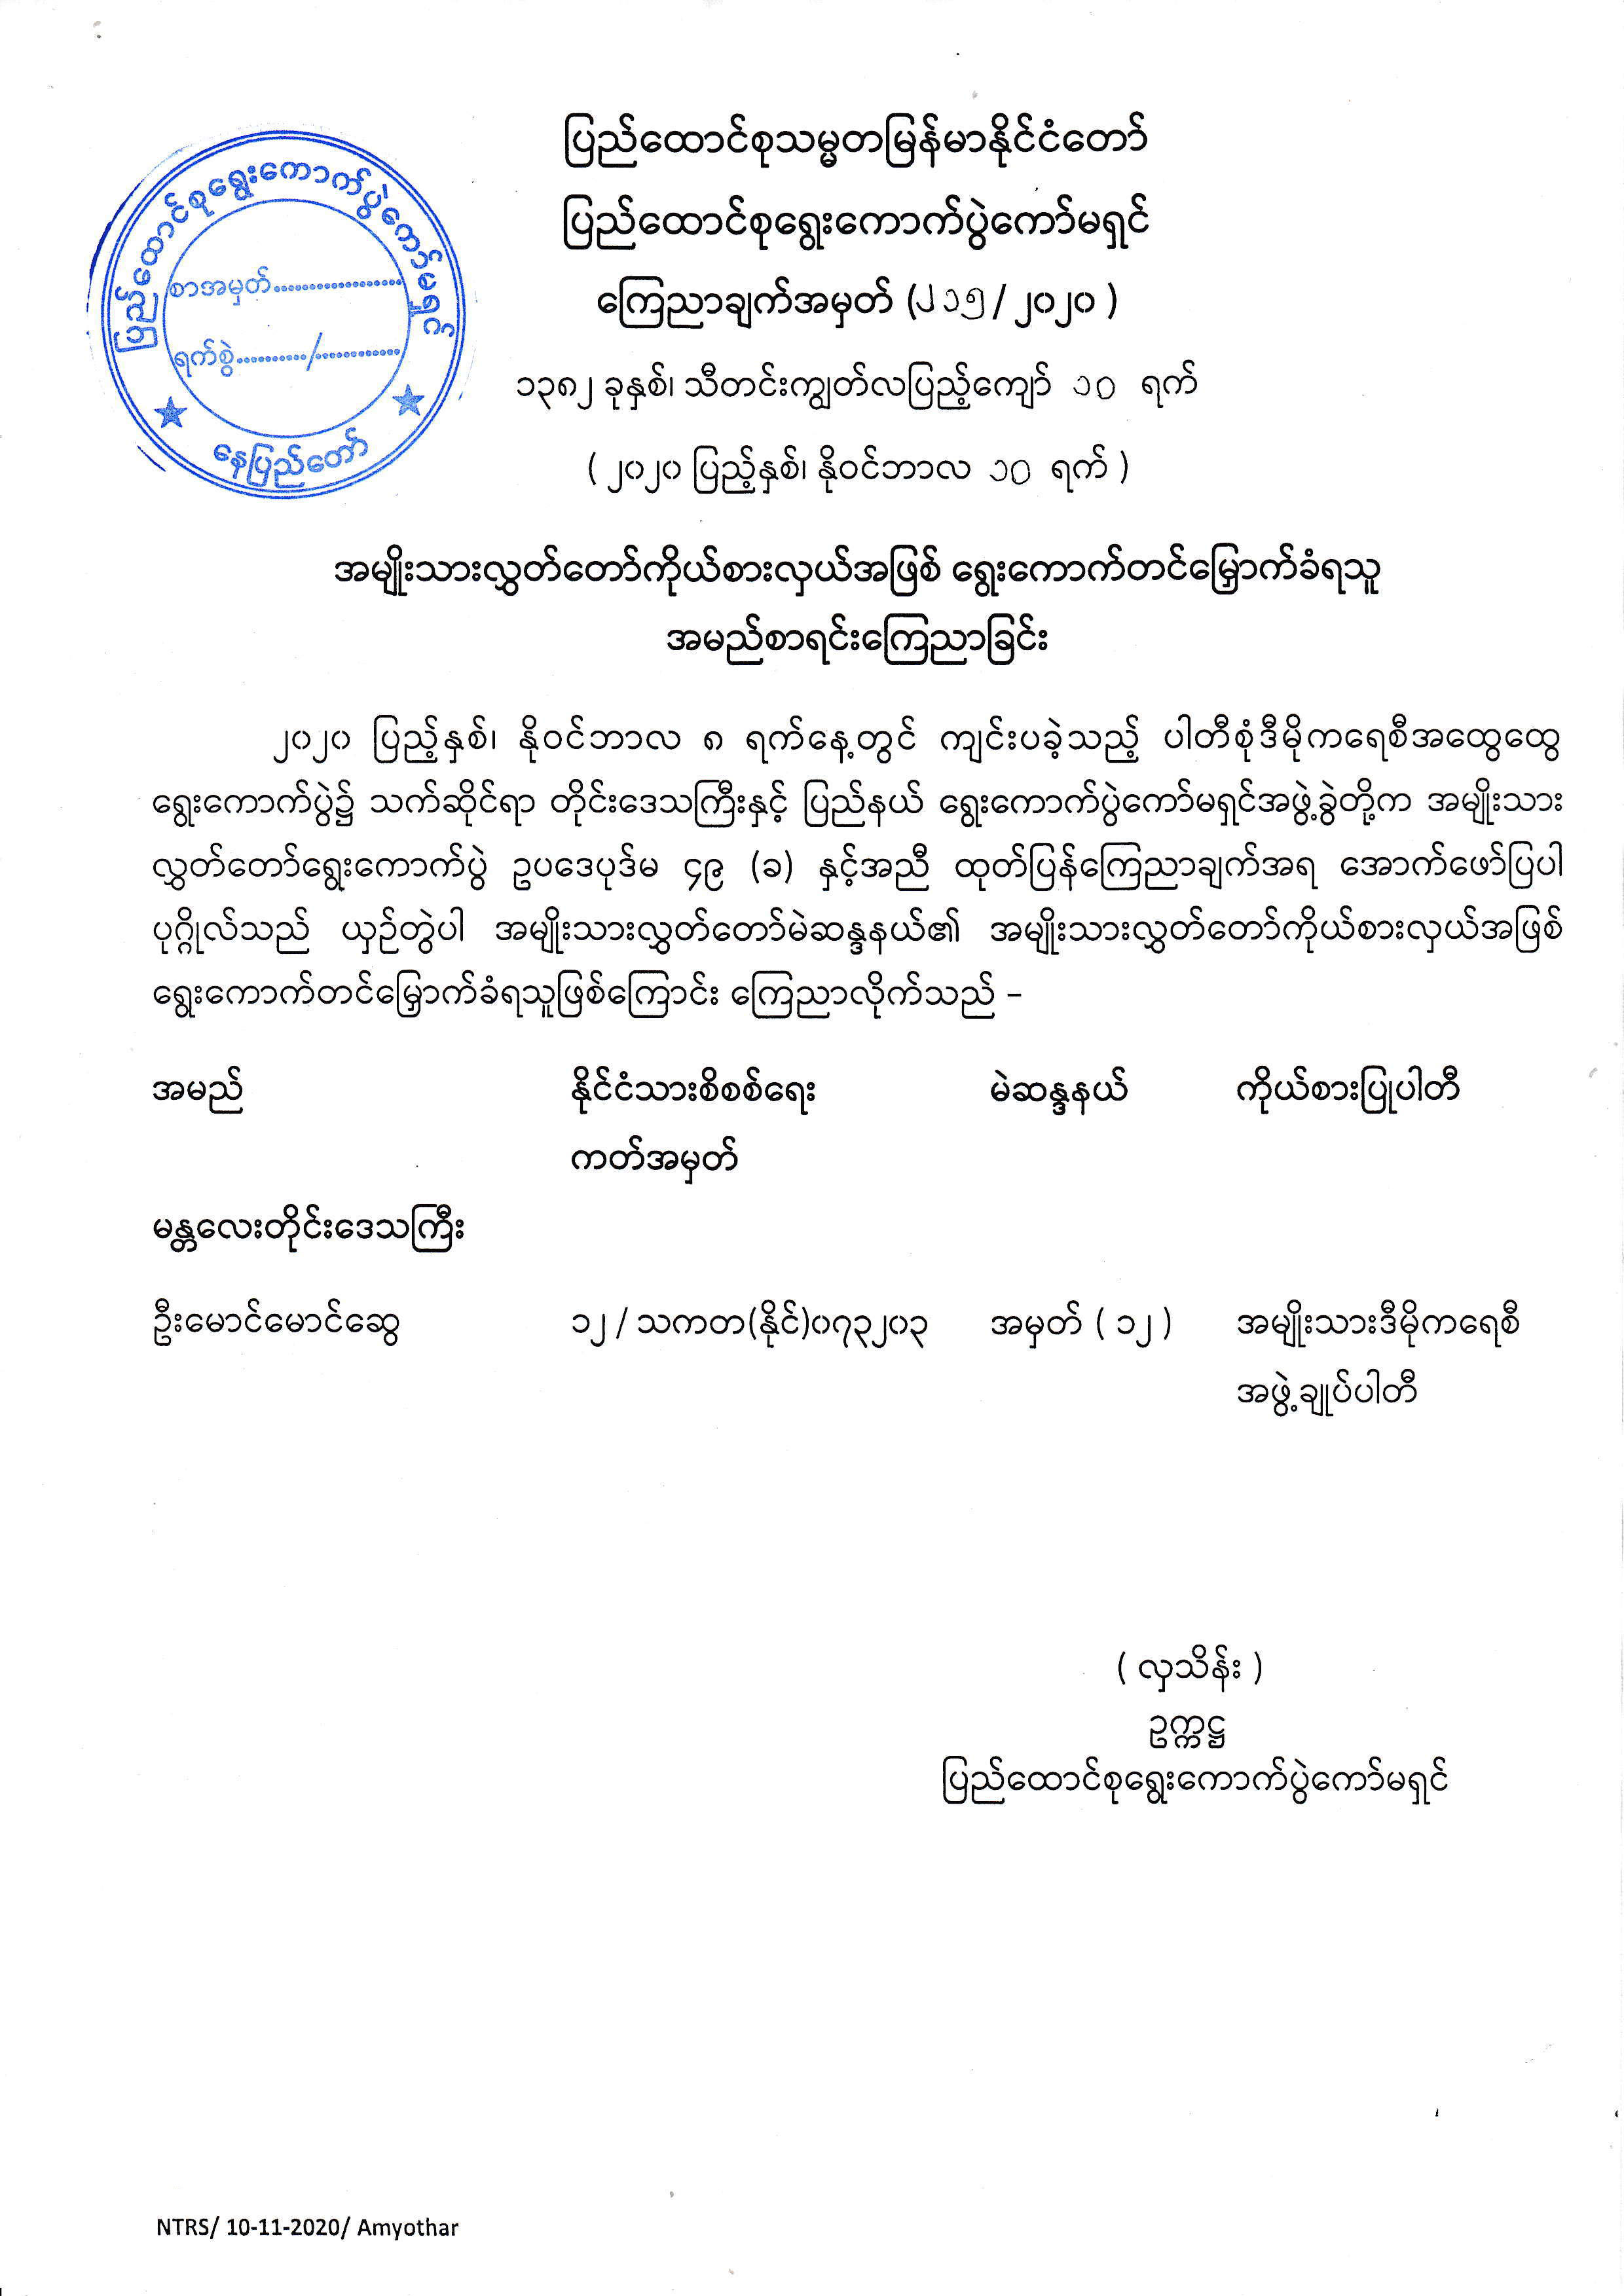 ပြည်ထောင်စုသမ္မတမြန်မာနိုင်ငံတော်
ပြည်ထောင်စုရွေးကောက်ပွဲကော်မရှင်
ကြေညာချက်အမှတ် (၂၁၅/၂၀၂၀)
၁၃၈၂ ခုနှစ်၊ သီတင်းကျွတ်လပြည့်ကျော် ၁၀ ရက်
(၂၀၂၀ ပြည့်နှစ်၊ နိုဝင်ဘာလ ၁၀ ရက်)
ပြည်ထောင်စုရွေးကောက်ပွဲကော်မရှင်
စာအမှတ်....................
ရက်စွဲ.........../.............
နေပြည်တော်
အမျိုးသားလွှတ်တော်ကိုယ်စားလှယ်အဖြစ် ရွေးကောက်တင်မြှောက်ခံရသူ
အမည်စာရင်းကြေညာခြင်း
၂၀၂၀ ပြည့်နှစ်၊ နိုဝင်ဘာလ ၈ ရက်နေ့တွင် ကျင်းပခဲ့သည့် ပါတီစုံဒီမိုကရေစီအထွေထွေ
ရွေးကောက်ပွဲ၌ သက်ဆိုင်ရာ တိုင်းဒေသကြီးနှင့် ပြည်နယ် ရွေးကောက်ပွဲကော်မရှင်အဖွဲ့ခွဲတို့က အမျိုးသား
လွှတ်တော်ရွေးကောက်ပွဲ ဥပဒေပုဒ်မ ၄၉ (ခ) နှင့်အညီ ထုတ်ပြန်ကြေညာချက်အရ အောက်ဖော်ပြပါ
ပုဂ္ဂိုလ်သည် ယှဉ်တွဲပါ အမျိုးသားလွှတ်တော်မဲဆန္ဒနယ်၏ အမျိုးသားလွှတ်တော်ကိုယ်စားလှယ်အဖြစ်
ရွေးကောက်တင်မြှောက်ခံရသူဖြစ်ကြောင်း ကြေညာလိုက်သည် –
အမည် နိုင်ငံသားစိစစ်ရေး မဲဆန္ဒနယ် ကိုယ်စားပြုပါတီ
ကတ်အမှတ်
မန္တလေးတိုင်းဒေသကြီး
ဦးမောင်မောင်ဆွေ ၁၂ / သကတ(နိုင်)၀၇၃၂၀၃ အမှတ် ( ၁၂ ) အမျိုးသားဒီမိုကရေစီ
အဖွဲ့ချုပ်ပါတီ
( လှသိန်း )
ဥက္ကဋ္ဌ
ပြည်ထောင်စုရွေးကောက်ပွဲကော်မရှင်
NTRS/ 10-11-2020/ Amyothar